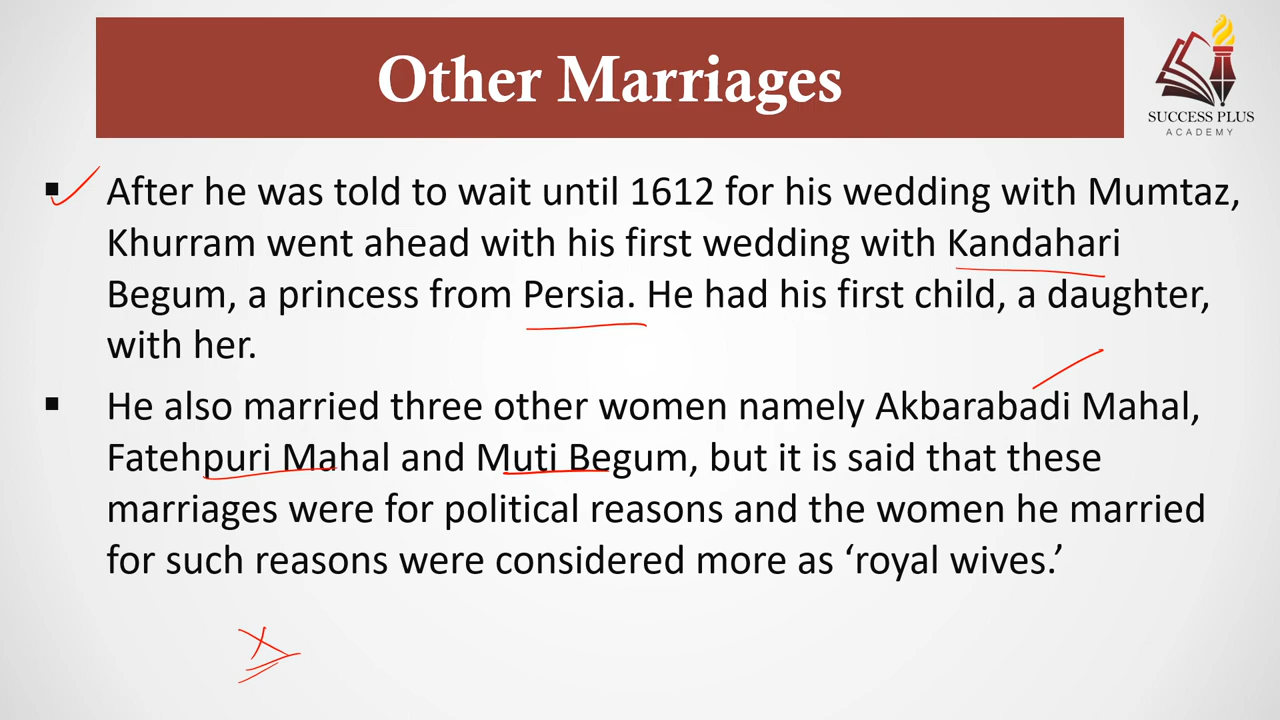 Other Marriages
SUCCESS PLUS
ACADEMY
▪ After he was told to wait until 1612 for his wedding with Mumtaz,
Khurram went ahead with his first wedding with Kandahari
Begum, a princess from Persia. He had his first child, a daughter,
with her.
▪ He also married three other women namely Akbarabadi Mahal,
Fatehpuri Mahal and Muti Begum, but it is said that these
marriages were for political reasons and the women he married
for such reasons were considered more as ‘royal wives.’